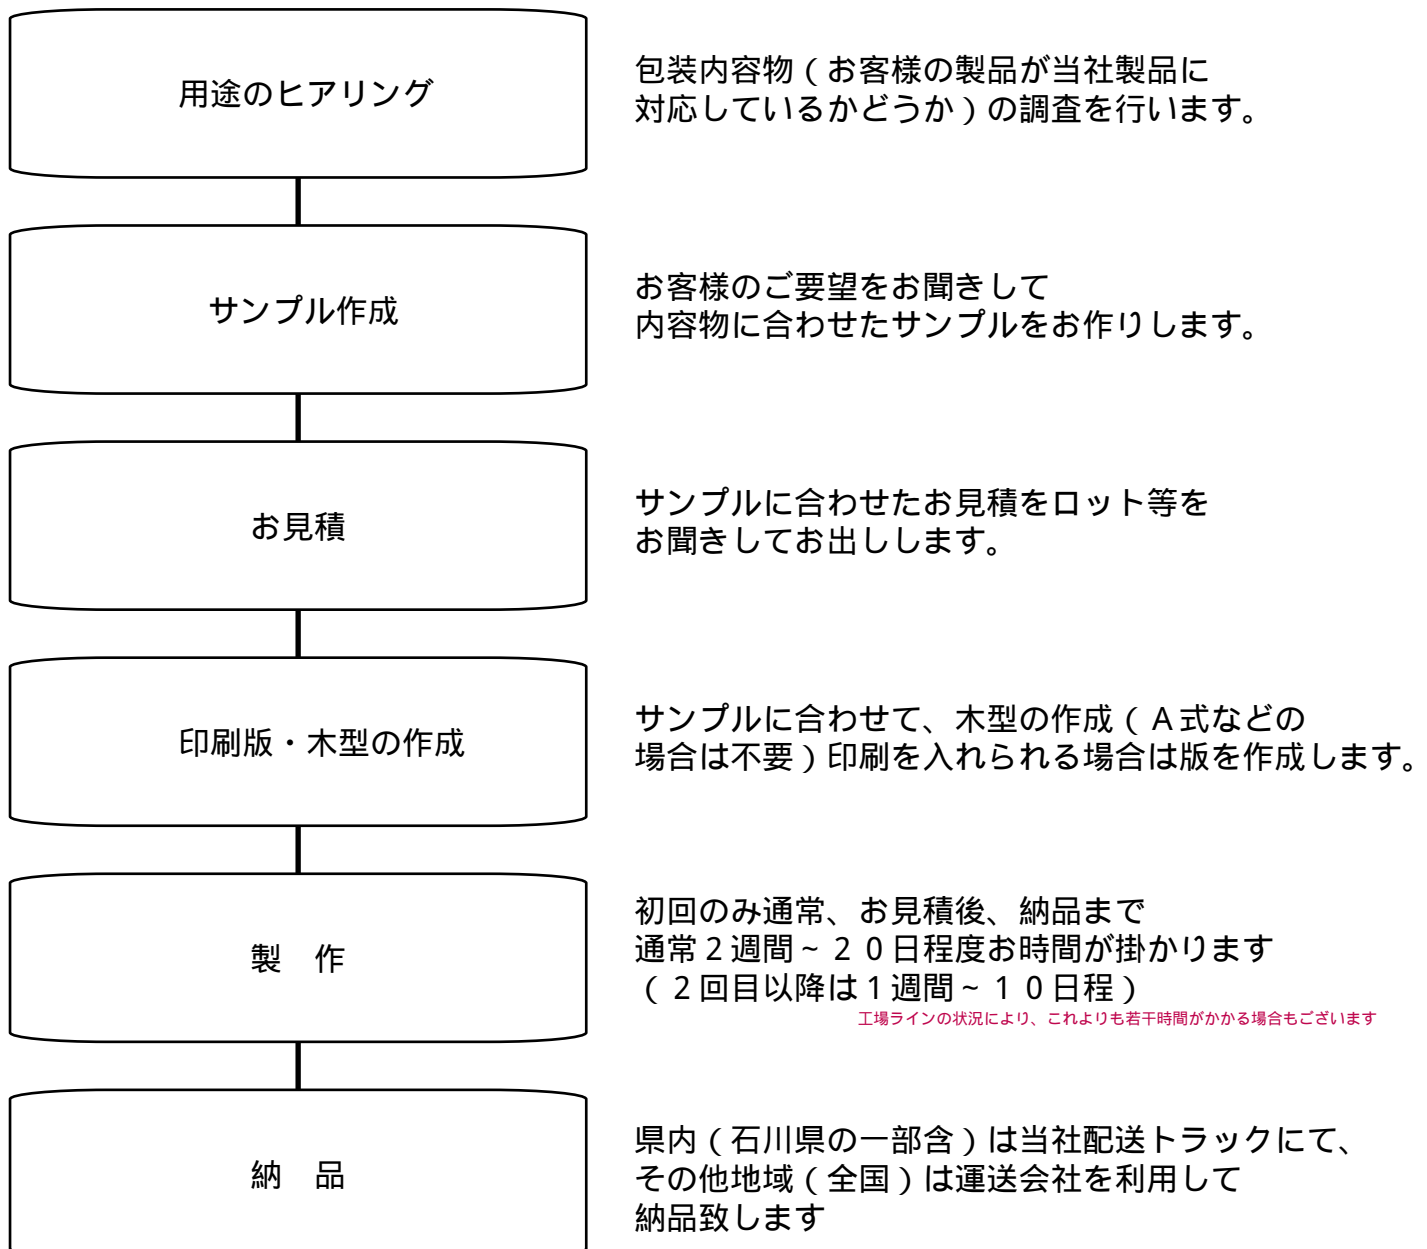 用途のヒアリング
包装内容物（お客様の製品が当社製品に
対応しているかどうか）の調査を行います。
サンプル作成
お客様のご要望をお聞きして
内容物に合わせたサンプルをお作りします。
お見積
サンプルに合わせたお見積をロット等を
お聞きしてお出しします。
印刷版・木型の作成
サンプルに合わせて、木型の作成（Ａ式などの
場合は不要）印刷を入れられる場合は版を作成します。
製　作
初回のみ通常、お見積後、納品まで
通常２週間~２０日程度お時間が掛かります
（２回目以降は１週間~１０日程）
工場ラインの状況により、これよりも若干時間がかかる場合もございます
納　品
県内（石川県の一部含）は当社配送トラックにて、
その他地域（全国）は運送会社を利用して
納品致します